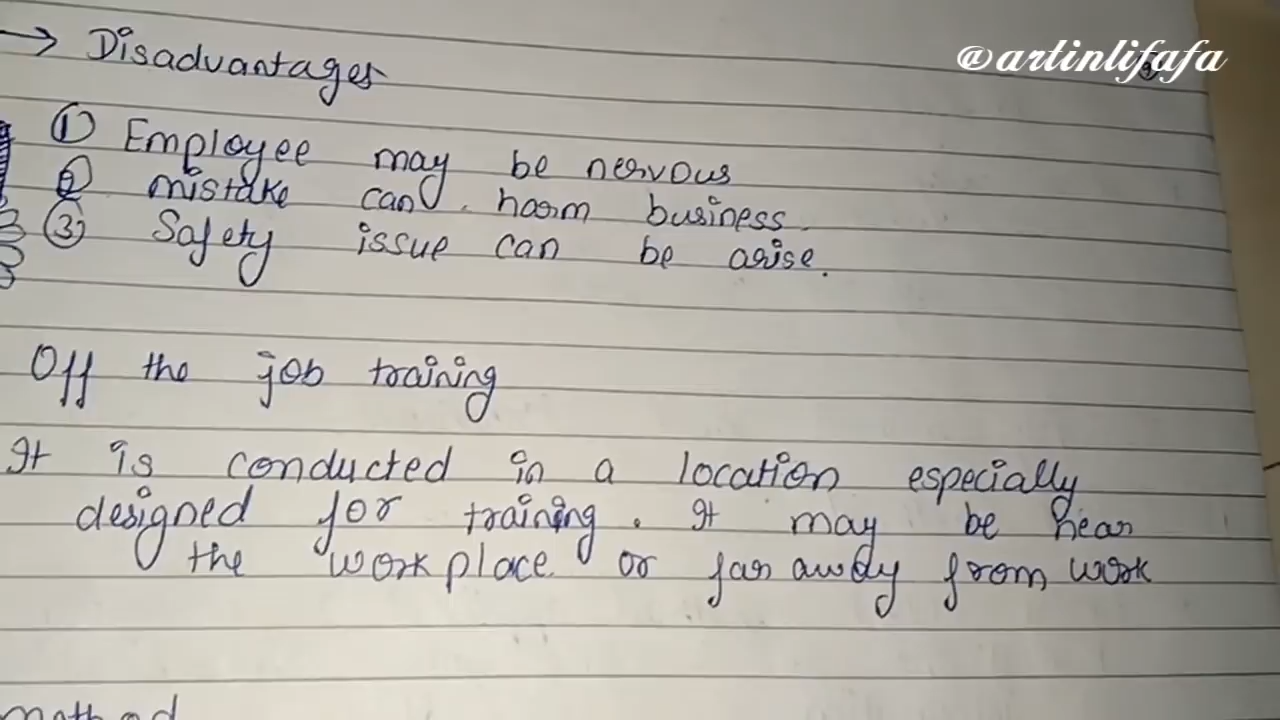 → Disadvantages
@artinlifafa
① Employee may be nervous
② mistake can harm business.
③ Safety issue can be arise.
Off the job training
It is conducted in a location especially
designed for training. It may be near
the workplace or far away from work
method